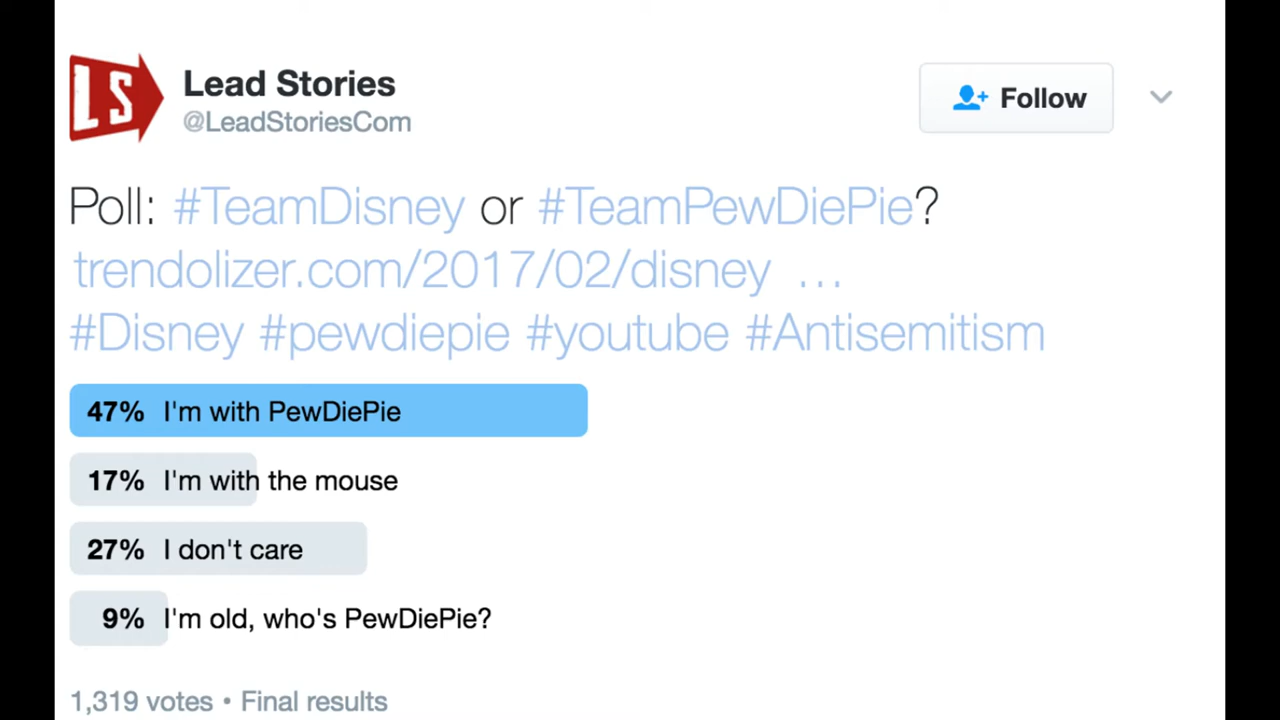 LS
Lead Stories
@LeadStoriesCom
Follow
Poll: #TeamDisney or #TeamPewDiePie?
trendolizer.com/2017/02/disney …
#Disney #pewdiepie #youtube #Antisemitism
47% I'm with PewDiePie
17% I'm with the mouse
27% I don't care
9% I'm old, who's PewDiePie?
1,319 votes • Final results